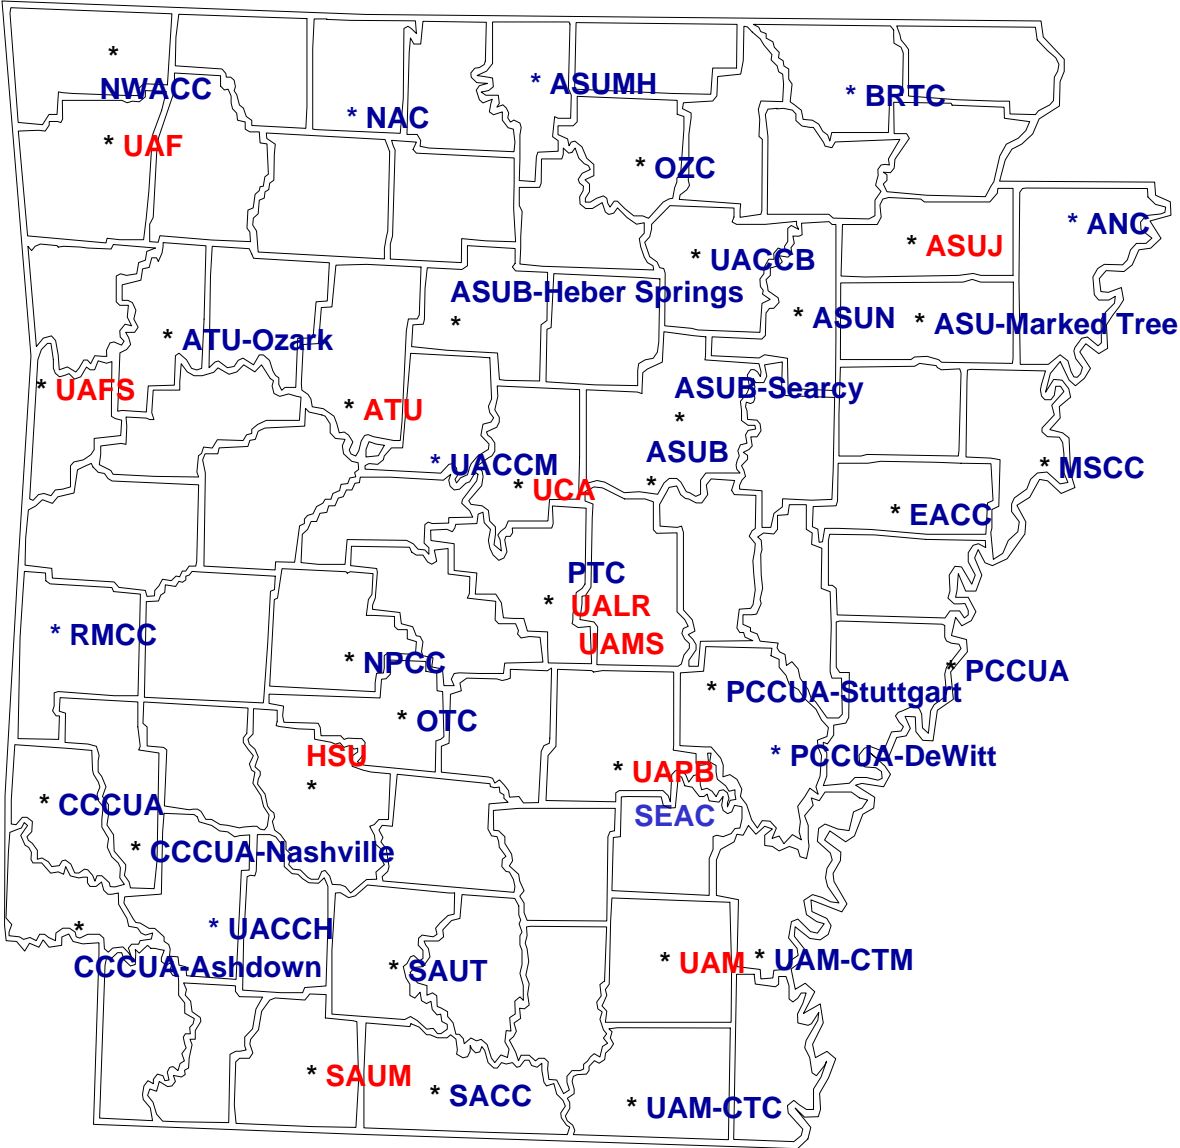 *
NWACC
* ASUMH
* BRTC
* NAC
* UAF
* OZC
* ANC
* ASUJ
* UACCB
ASUB-Heber Springs
*
* ASUN
* ASU-Marked Tree
* ATU-Ozark
* UAFS
ASUB-Searcy
*
* ATU
ASUB
*
* UACCM
* MSCC
* UCA
* EACC
PTC
* UALR
UAMS
* RMCC
* NPCC
* PCCUA
* PCCUA-Stuttgart
* OTC
HSU
*
* PCCUA-DeWitt
* UAPB
* CCCUA
SEAC
* CCCUA-Nashville
* UACCH
*
CCCUA-Ashdown
* SAUT
* UAM
* UAM-CTM
* SAUM
* SACC
* UAM-CTC